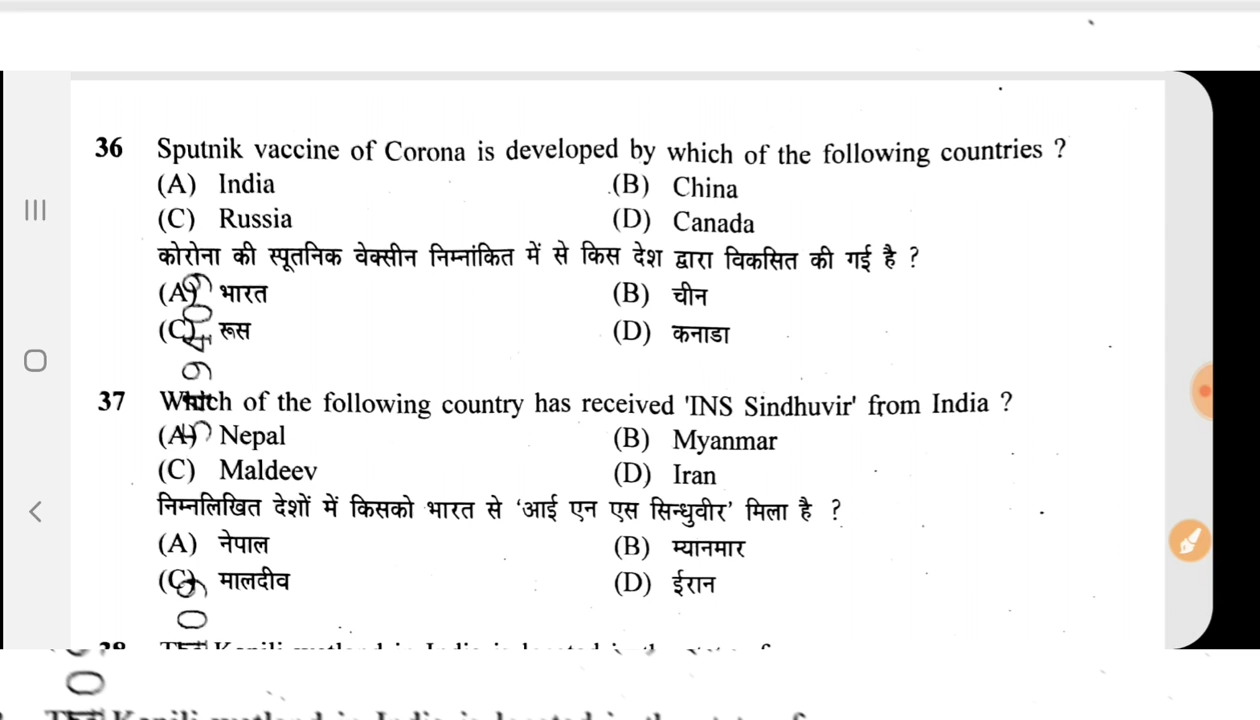 36 Sputnik vaccine of Corona is developed by which of the following countries ?
(A) India (B) China
(C) Russia (D) Canada
कोरोना की स्पूतनिक वेक्सीन निम्नांकित में से किस देश द्वारा विकसित की गई है ?
(A) भारत (B) चीन
(C) रूस (D) कनाडा
37 Which of the following country has received 'INS Sindhuvir' from India ?
(A) Nepal (B) Myanmar
(C) Maldeev (D) Iran
निम्नलिखित देशों में किसको भारत से ‘आई एन एस सिन्धुवीर’ मिला है ?
(A) नेपाल (B) म्यानमार
(C) मालदीव (D) ईरान